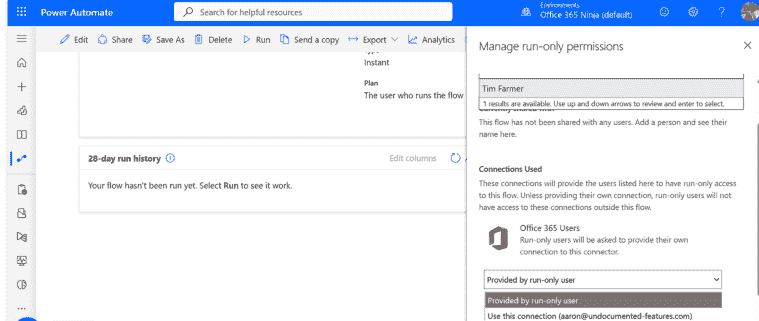 Power Automate
Search for helpful resources
Environments
Office 365 Ninja (default)
?
Edit
Share
Save As
Delete
Run
Send a copy
Export
Analytics
Manage run-only permissions
Instant
Plan
The user who runs the flow
Tim Farmer
1 results are available. Use up and down arrows to review and enter to select.
This flow has not been shared with any users. Add a person and see their
name here.
28-day run history
Edit columns
Your flow hasn't been run yet. Select Run to see it work.
Connections Used
These connections will provide the users listed here to have run-only access
to this flow. Unless providing their own connection, run-only users will not
have access to these connections outside this flow.
Office 365 Users
Run-only users will be asked to provide their own
connection to this connector.
Provided by run-only user
Provided by run-only user
Use this connection (aaron@undocumented-features.com)